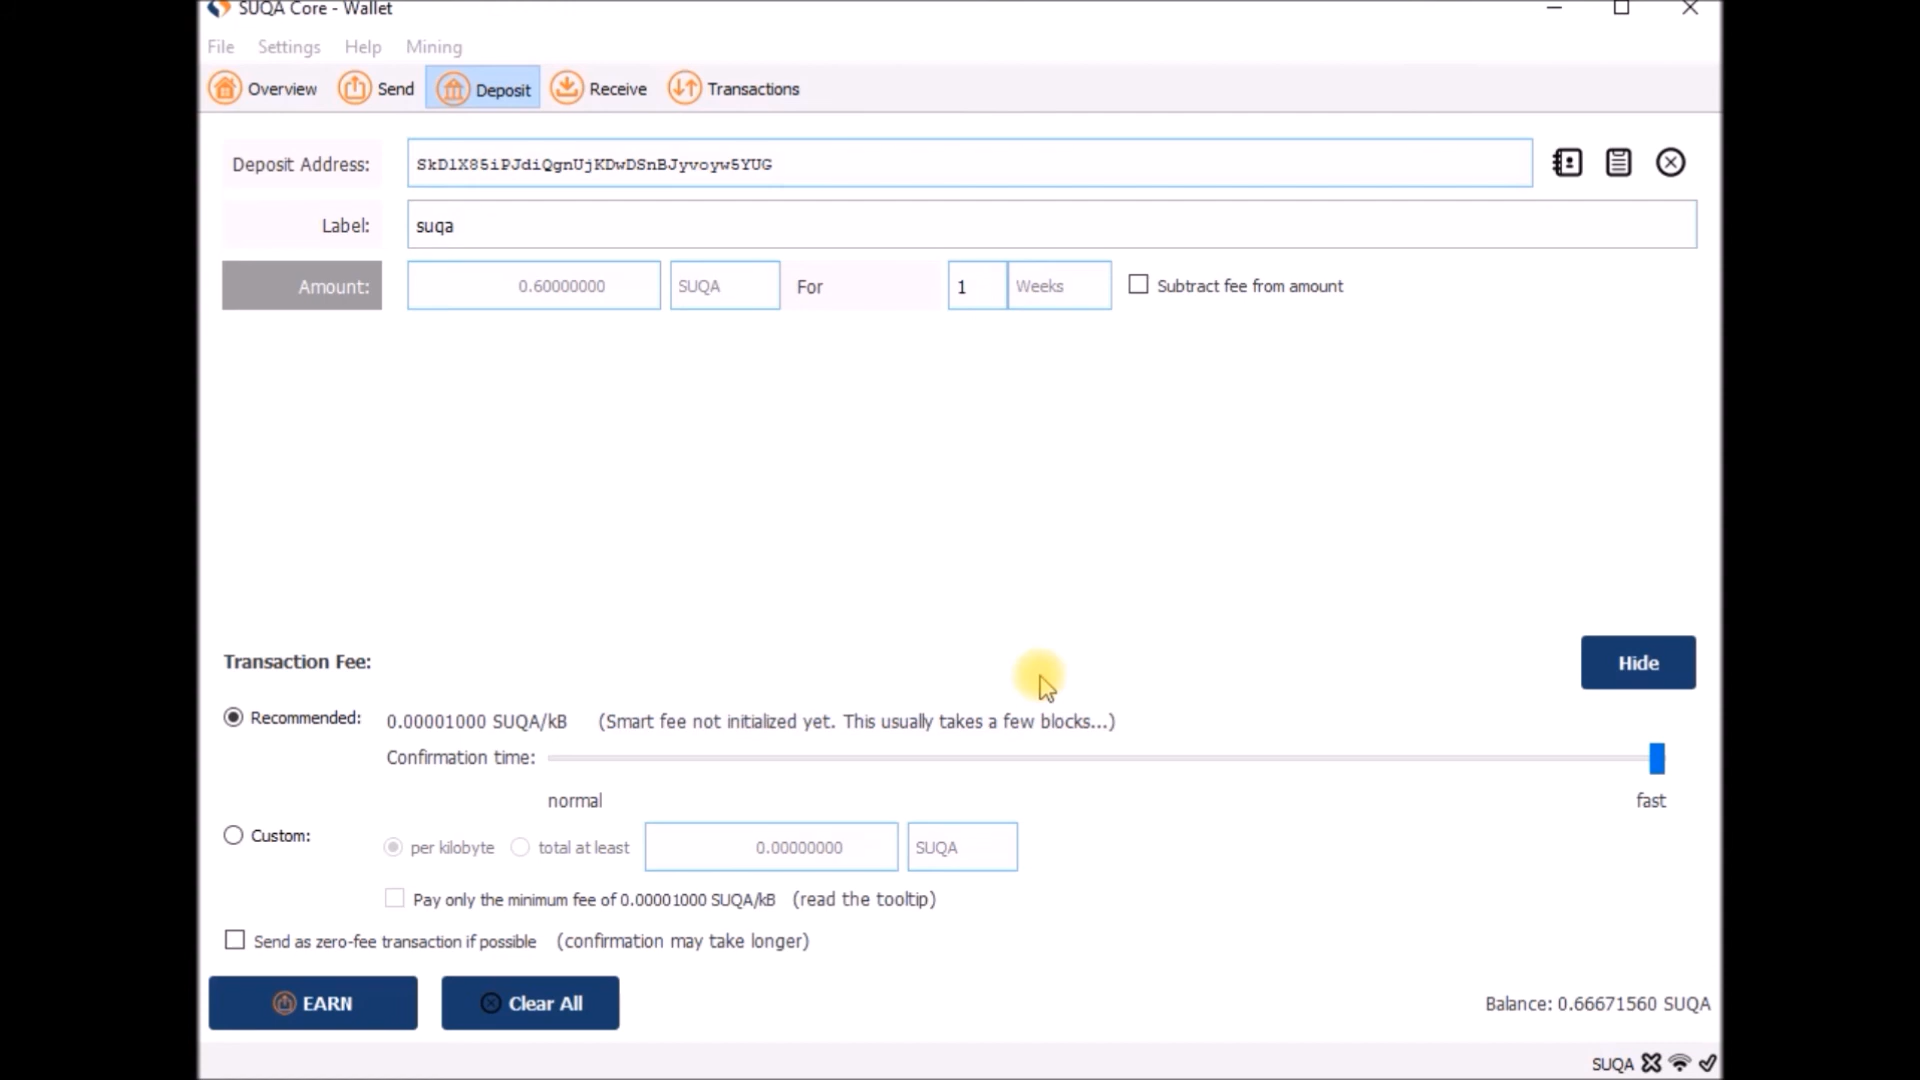 SUQA Core - Wallet
File Settings Help Mining
Overview Send Deposit Receive Transactions
Deposit Address: SkD1X85iPJdiQgnUjKDwDSnBJyvoyw5YUG
Label: suqa
Amount: 0.60000000 SUQA For 1 Weeks Subtract fee from amount
Transaction Fee: Hide
Recommended: 0.00001000 SUQA/kB (Smart fee not initialized yet. This usually takes a few blocks...)
Confirmation time:
normal fast
Custom: per kilobyte total at least 0.00000000 SUQA
Pay only the minimum fee of 0.00001000 SUQA/kB (read the tooltip)
Send as zero-fee transaction if possible (confirmation may take longer)
EARN Clear All Balance: 0.66671560 SUQA
SUQA